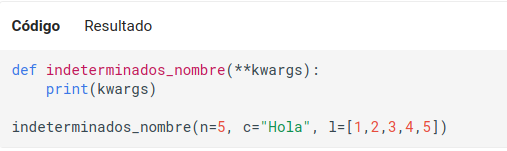 Código Resultado
def indeterminados_nombre(**kwargs):
    print(kwargs)
indeterminados_nombre(n=5, c="Hola", l=[1,2,3,4,5])